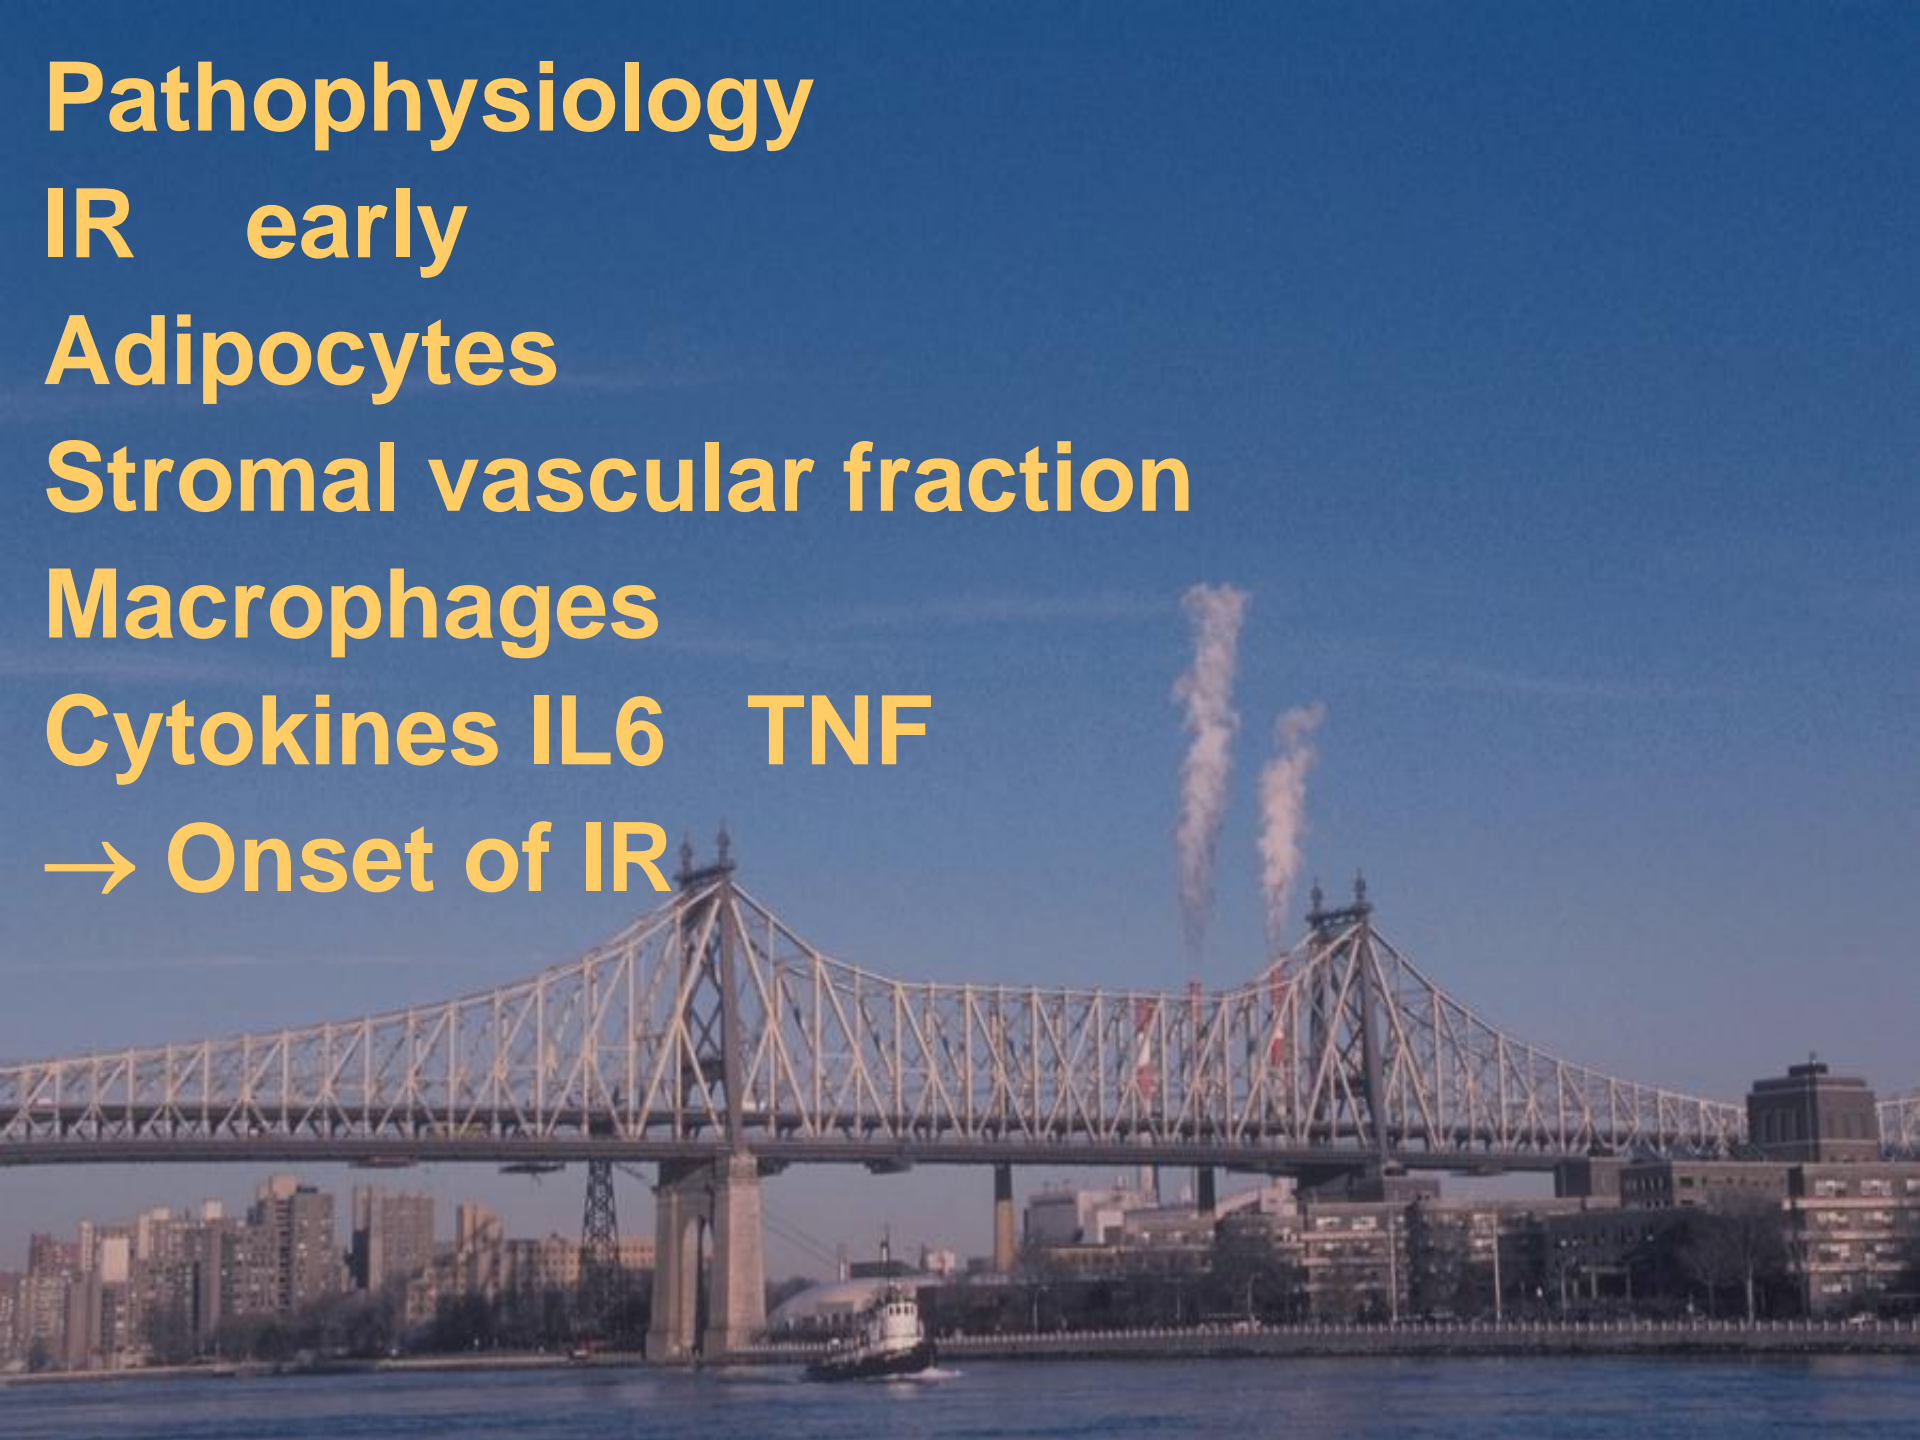 Pathophysiology
IR early
Adipocytes
Stromal vascular fraction
Macrophages
Cytokines IL6 TNF
→ Onset of IR